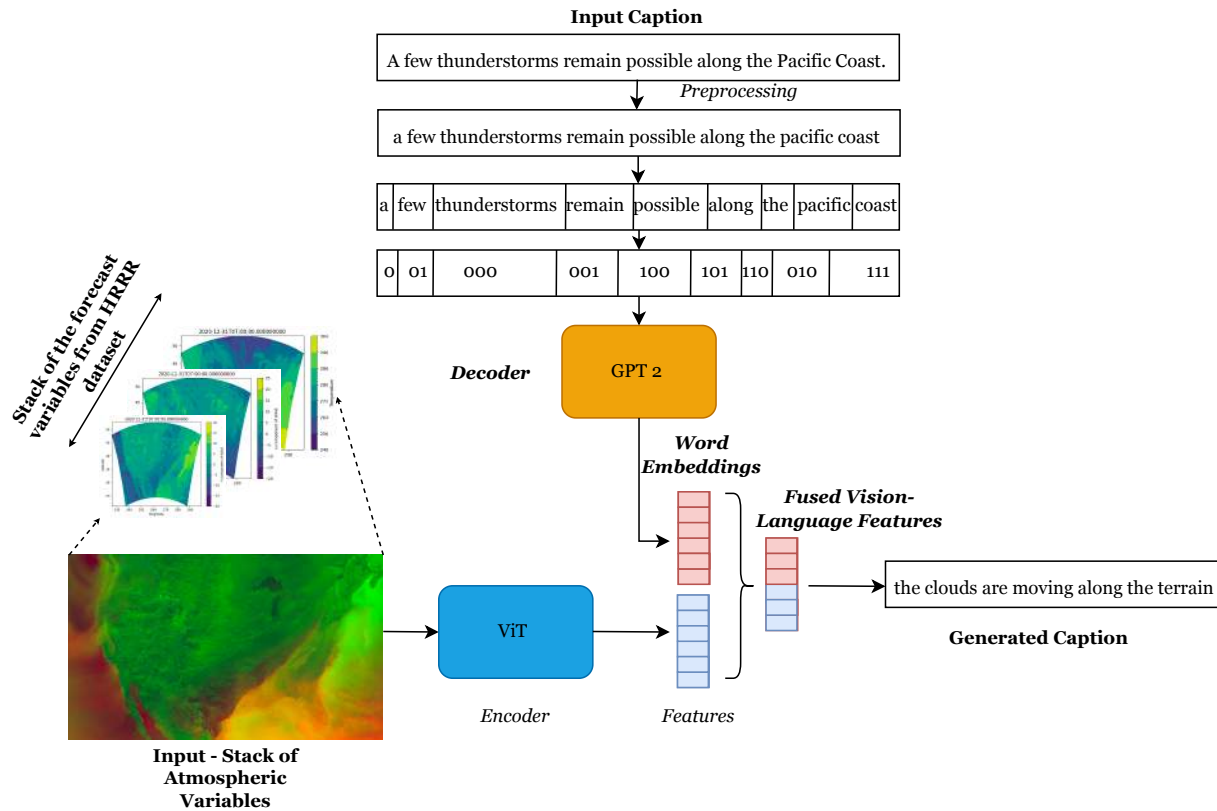 Input Caption
A few thunderstorms remain possible along the Pacific Coast.
Preprocessing
a few thunderstorms remain possible along the pacific coast
a few thunderstorms remain possible along the pacific coast
0 01 000 001 100 101 110 010 111
Stack of the forecast
variables from HRRR
dataset
Decoder
GPT 2
Word
Embeddings
Fused Vision-
Language Features
the clouds are moving along the terrain
Generated Caption
ViT
Encoder
Features
Input - Stack of
Atmospheric
Variables